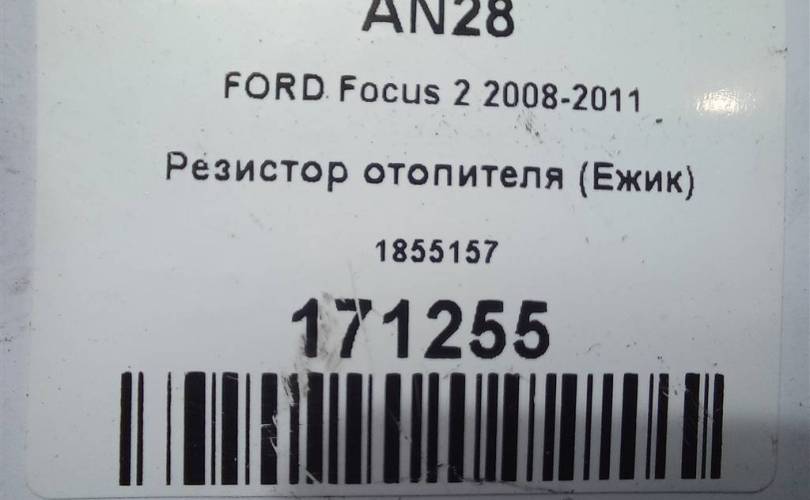 AN28
FORD Focus 2 2008-2011
Резистор отопителя (Ежик)
1855157
171255